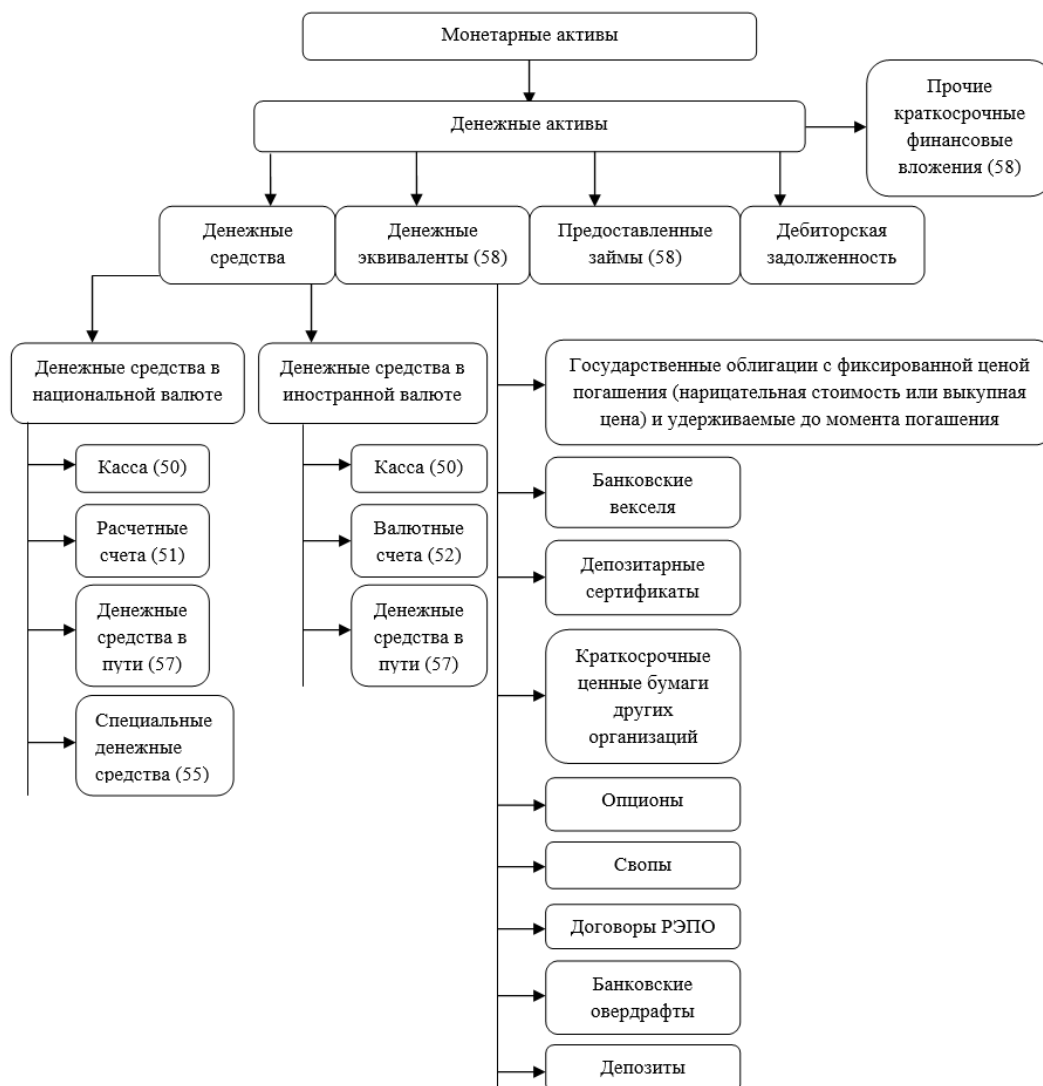 Монетарные активы
Денежные активы
Прочие
краткосрочные
финансовые
вложения (58)
Денежные
средства
Денежные
эквиваленты (58)
Предоставленные
займы (58)
Дебиторская
задолженность
Денежные средства в
национальной валюте
Денежные средства в
иностранной валюте
Касса (50)
Расчетные
счета (51)
Денежные
средства в
пути (57)
Специальные
денежные
средства (55)
Касса (50)
Валютные
счета (52)
Денежные
средства в
пути (57)
Государственные облигации с фиксированной ценой
погашения (нарицательная стоимость или выкупная
цена) и удерживаемые до момента погашения
Банковские
векселя
Депозитарные
сертификаты
Краткосрочные
ценные бумаги
других
организаций
Опционы
Свопы
Договоры РЭПО
Банковские
овердрафты
Депозиты